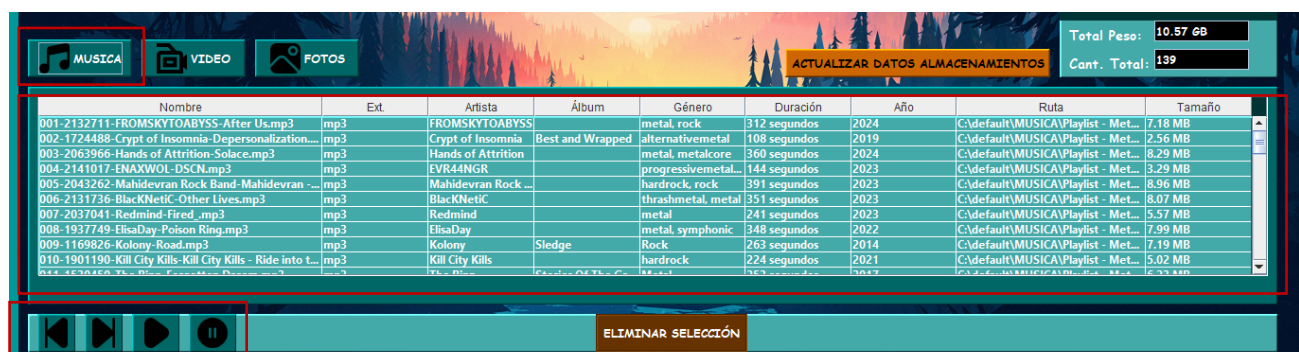 MUSICA VIDEO FOTOS
ACTUALIZAR DATOS ALMACENAMIENTOS
Total Peso: 10.57 GB
Cant. Total: 139
Nombre Ext. Artista Álbum Género Duración Año Ruta Tamaño
001-2132711-FROMSKYTOABYSS-After Us.mp3 mp3 FROMSKYTOABYSS metal, rock 312 segundos 2024 C:\default\MUSICA\Playlist - Met... 7.18 MB
002-1724488-Crypt of Insomnia-Depersonalization.... mp3 Crypt of Insomnia Best and Wrapped alternativemetal 108 segundos 2019 C:\default\MUSICA\Playlist - Met... 2.56 MB
003-2063966-Hands of Attrition-Solace.mp3 mp3 Hands of Attrition metal, metalcore 360 segundos 2024 C:\default\MUSICA\Playlist - Met... 8.29 MB
004-2141017-ENAXWOL-DSCN.mp3 mp3 EVR44NGR progressivemetal... 144 segundos 2023 C:\default\MUSICA\Playlist - Met... 3.29 MB
005-2043262-Mahidevran Rock Band-Mahidevran -... mp3 Mahidevran Rock ... hardrock, rock 391 segundos 2023 C:\default\MUSICA\Playlist - Met... 8.96 MB
006-2131736-BlacKNetiC-Other Lives.mp3 mp3 BlacKNetiC thrashmetal, metal 351 segundos 2023 C:\default\MUSICA\Playlist - Met... 8.07 MB
007-2037041-Redmind-Fired_.mp3 mp3 Redmind metal 241 segundos 2023 C:\default\MUSICA\Playlist - Met... 5.57 MB
008-1937749-ElisaDay-Poison Ring.mp3 mp3 ElisaDay metal, symphonic 348 segundos 2022 C:\default\MUSICA\Playlist - Met... 7.99 MB
009-1169826-Kolony-Road.mp3 mp3 Kolony Sledge Rock 263 segundos 2014 C:\default\MUSICA\Playlist - Met... 7.19 MB
010-1901190-Kill City Kills-Kill City Kills - Ride into t... mp3 Kill City Kills hardrock 224 segundos 2021 C:\default\MUSICA\Playlist - Met... 5.02 MB
ELIMINAR SELECCIÓN